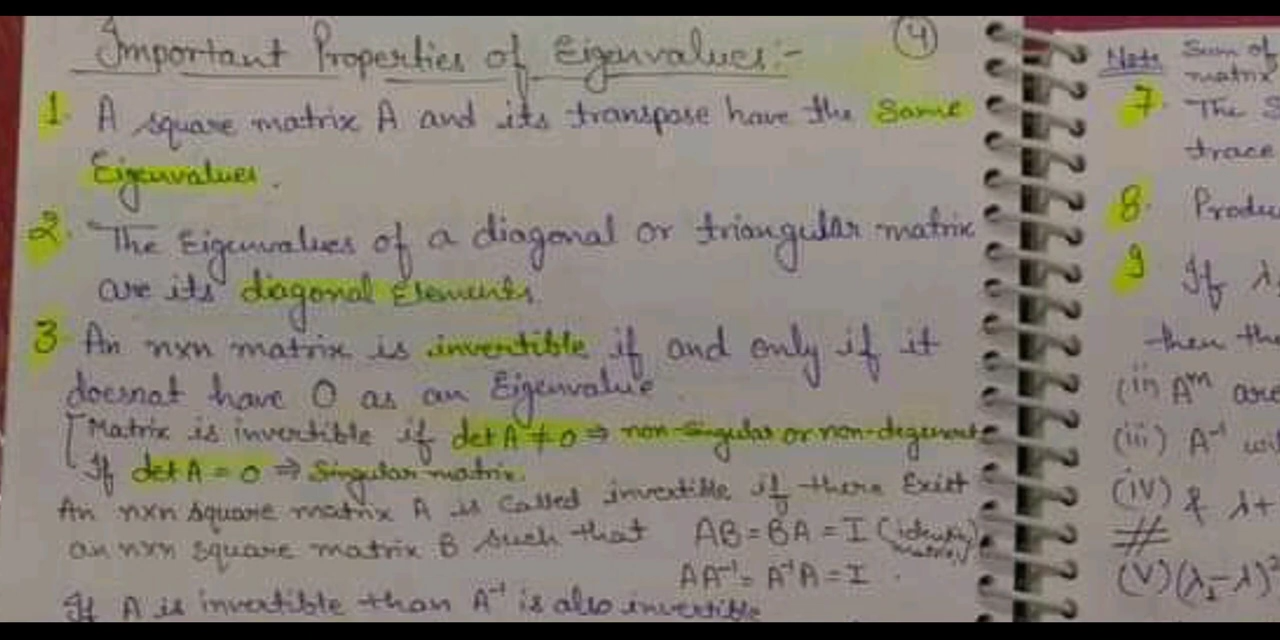 Important Properties of Eigenvalues:-
4
1. A square matrix A and its transpose have the Same
Eigenvalues.
2. The Eigenvalues of a diagonal or triangular matrix
are its diagonal Elements.
3 An nxn matrix is invertible if and only if it
doesnat have 0 as an Eigenvalue.
Matrix is invertible if det A ≠ 0 ⇒ non-singular or non-degenerate
If det A = 0 ⇒ Singular matrix.
An nxn square matrix A is Called invertible if there Exist
an nxn square matrix B such that AB = BA = I (identity matrix)
AA⁻¹ = A⁻¹A = I.
If A is invertible than A⁻¹ is also invertible
Note Sum of
matrix
7. The S
trace
8. Produ
9 If λ
then the
(ii) Aᵐ are
(iii) A⁻¹
(iv) & λ+
(V) (λ₁-λ)²